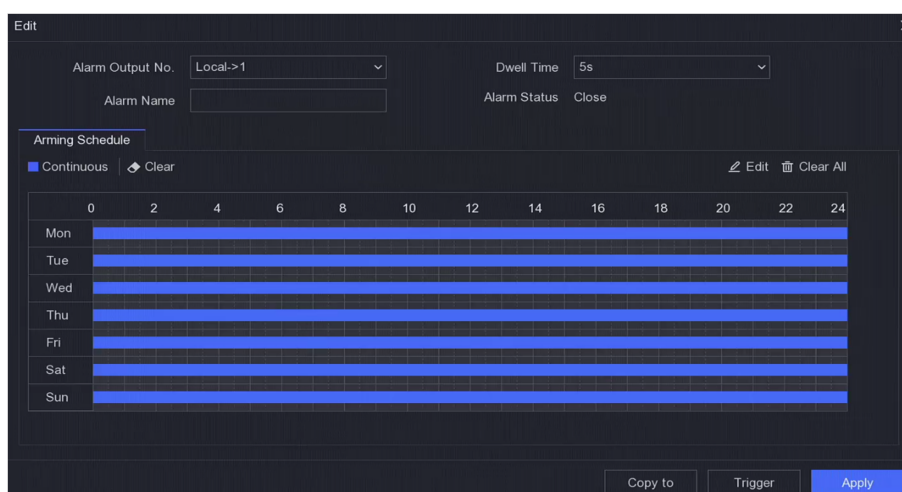 Edit
Alarm Output No. Local->1 Dwell Time 5s
Alarm Name Alarm Status Close
Arming Schedule
Continuous Clear Edit Clear All
0 2 4 6 8 10 12 14 16 18 20 22 24
Mon
Tue
Wed
Thu
Fri
Sat
Sun
Copy to Trigger Apply